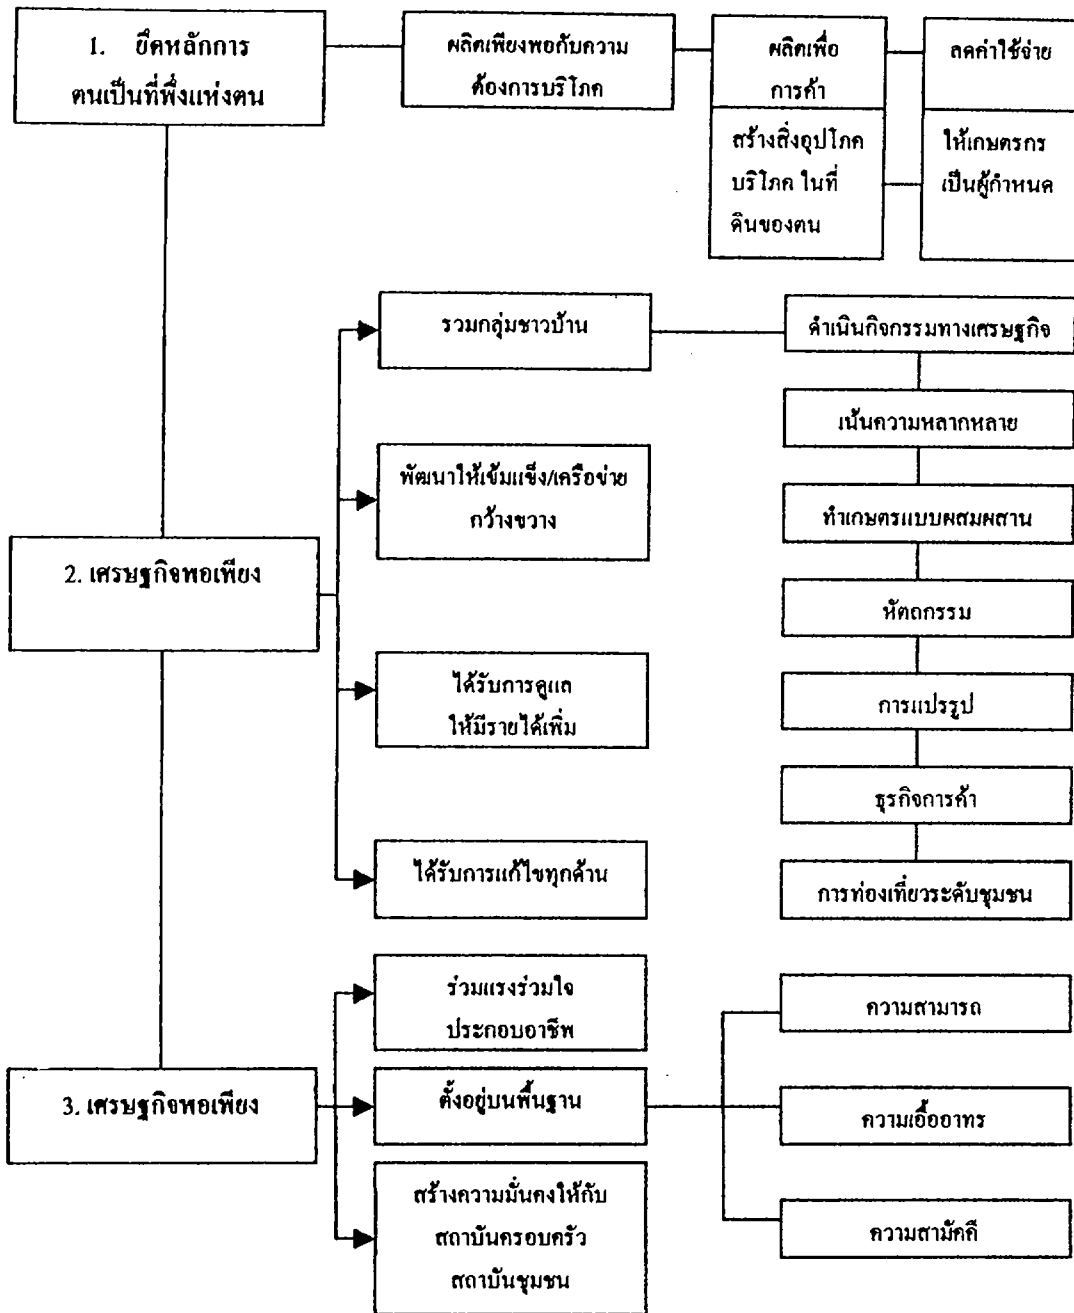 1. ยึดหลักการ
ตนเป็นที่พึ่งแห่งตน
ผลิตเพียงพอกับความ
ต้องการบริโภค
ผลิตเพื่อ
การค้า
ลดค่าใช้จ่าย
สร้างสิ่งอุปโภค
บริโภค ในที่
ดินของตน
ให้เกษตรกร
เป็นผู้กำหนด
2. เศรษฐกิจพอเพียง
รวมกลุ่มชาวบ้าน
พัฒนาให้เข้มแข็ง/เครือข่าย
กว้างขวาง
ได้รับการดูแล
ให้มีรายได้เพิ่ม
ได้รับการแก้ไขทุกด้าน
ดำเนินกิจกรรมทางเศรษฐกิจ
เน้นความหลากหลาย
ทำเกษตรแบบผสมผสาน
หัตถกรรม
การแปรรูป
ธุรกิจการค้า
การท่องเที่ยวระดับชุมชน
3. เศรษฐกิจพอเพียง
ร่วมแรงร่วมใจ
ประกอบอาชีพ
ตั้งอยู่บนพื้นฐาน
สร้างความมั่นคงให้กับ
สถาบันครอบครัว
สถาบันชุมชน
ความสามารถ
ความเอื้ออาทร
ความสามัคคี